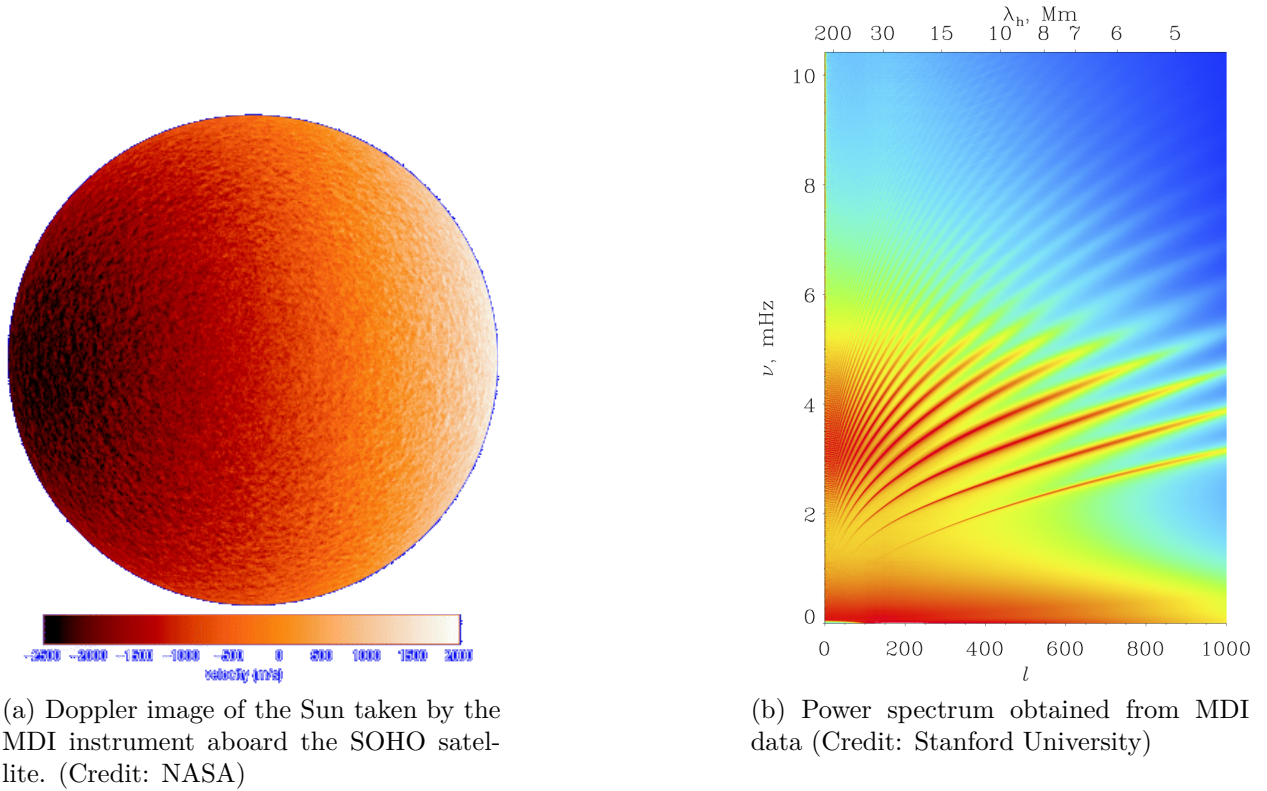 -2500 -2000 -1500 -1000 -500 0 500 1000 1500 2000
velocity (m/s)
(a) Doppler image of the Sun taken by the
MDI instrument aboard the SOHO satel-
lite. (Credit: NASA)
λh, Mm
200 30 15 10 8 7 6 5
10
8
6
4
2
0
ν, mHz
0 200 400 600 800 1000
l
(b) Power spectrum obtained from MDI
data (Credit: Stanford University)